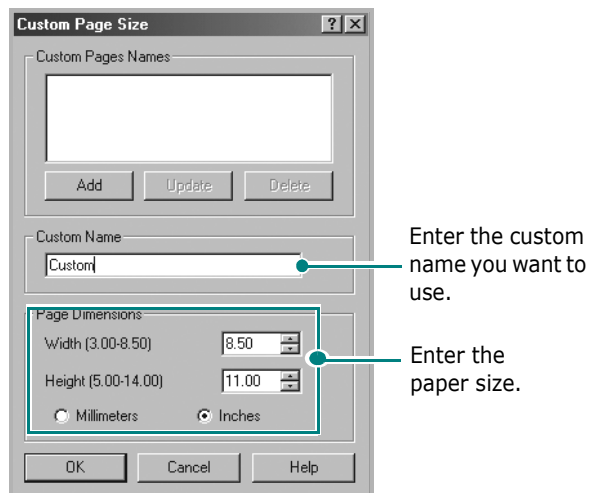 Custom Page Size
Custom Pages Names
Add Update Delete
Custom Name
Custom
Enter the custom
name you want to
use.
Page Dimensions
Width (3.00-8.50) 8.50
Height (5.00-14.00) 11.00
Millimeters Inches
Enter the
paper size.
OK Cancel Help